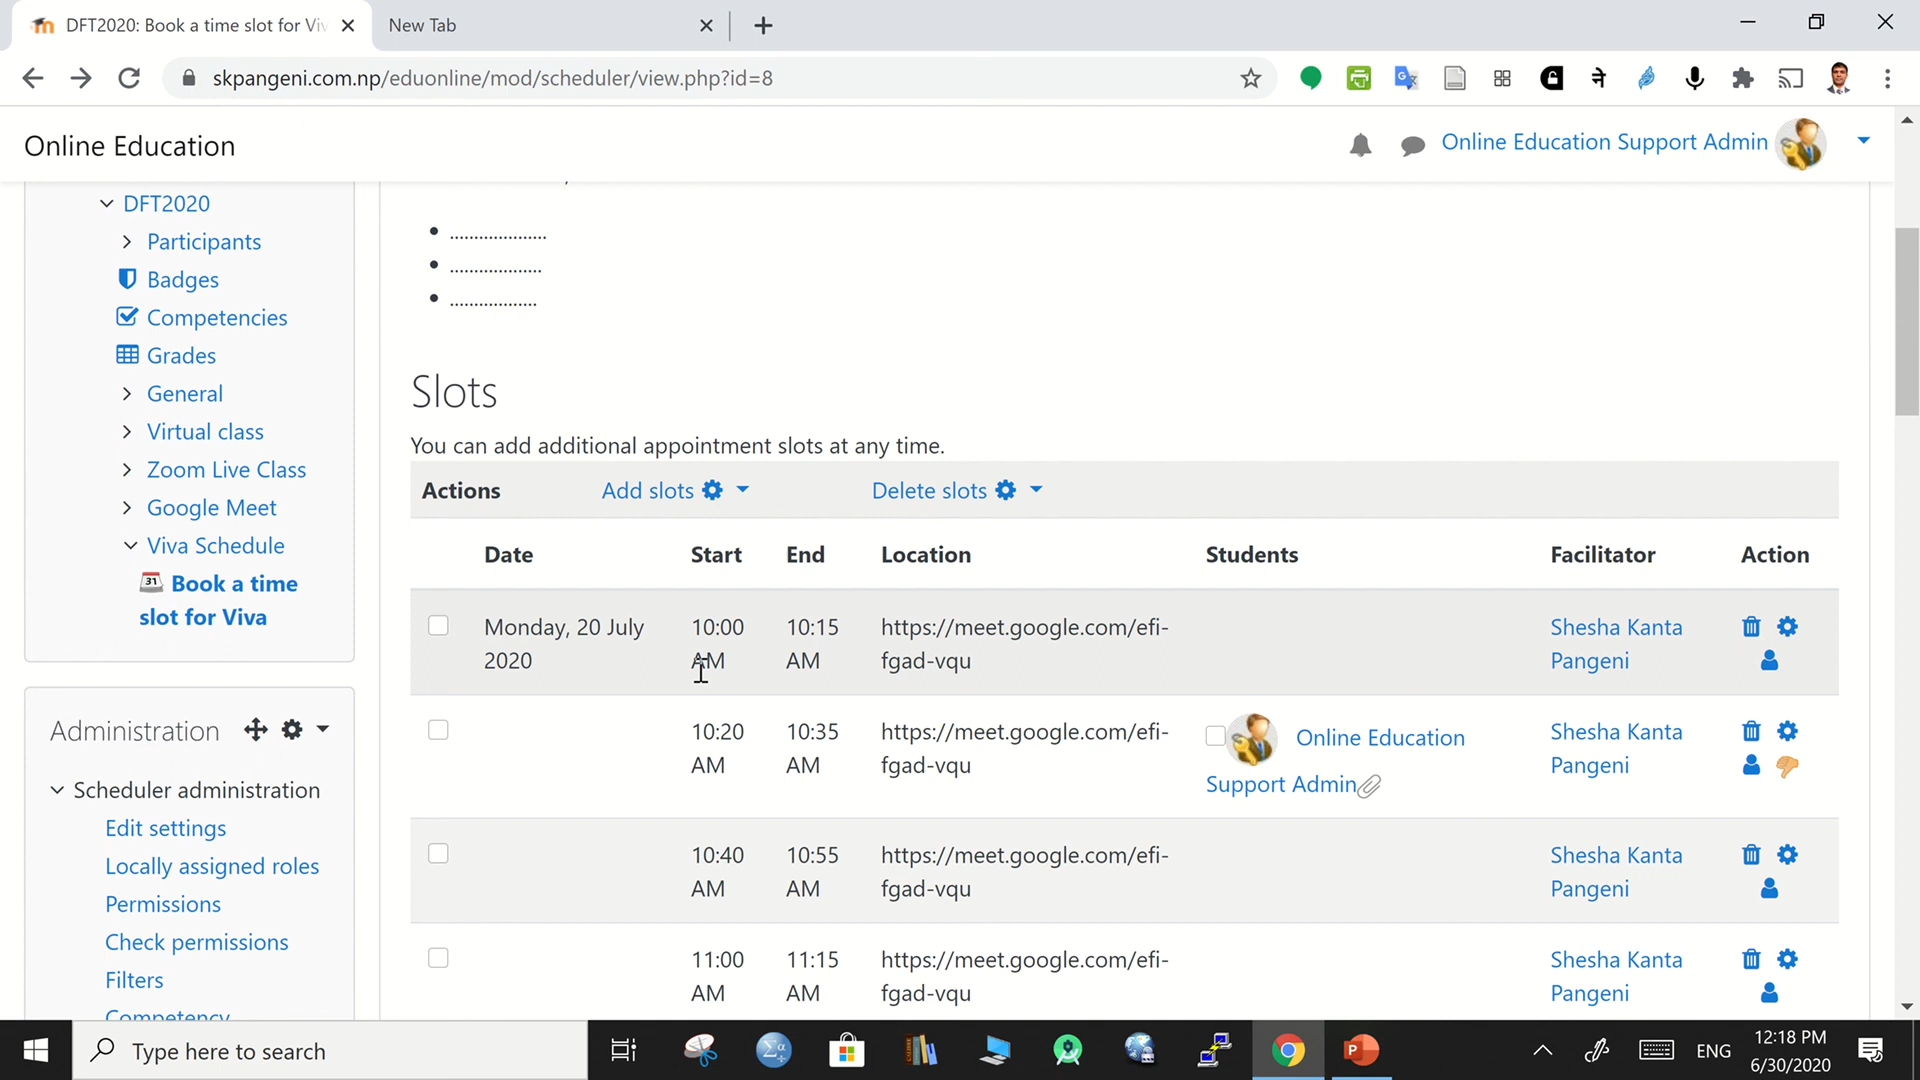 DFT2020: Book a time slot for Viv
New Tab
skpangeni.com.np/eduonline/mod/scheduler/view.php?id=8
Online Education
Online Education Support Admin
DFT2020
Participants
Badges
Competencies
Grades
General
Virtual class
Zoom Live Class
Google Meet
Viva Schedule
31 Book a time
slot for Viva
Administration
Scheduler administration
Edit settings
Locally assigned roles
Permissions
Check permissions
Filters
Competency
....................
...................
..................
Slots
You can add additional appointment slots at any time.
Actions Add slots Delete slots
Date Start End Location Students Facilitator Action
Monday, 20 July 10:00 10:15 https://meet.google.com/efi- Shesha Kanta
2020 AM AM fgad-vqu Pangeni
10:20 10:35 https://meet.google.com/efi- Online Education Shesha Kanta
AM AM fgad-vqu Support Admin Pangeni
10:40 10:55 https://meet.google.com/efi- Shesha Kanta
AM AM fgad-vqu Pangeni
11:00 11:15 https://meet.google.com/efi- Shesha Kanta
AM AM fgad-vqu Pangeni
Type here to search
ENG
12:18 PM
6/30/2020